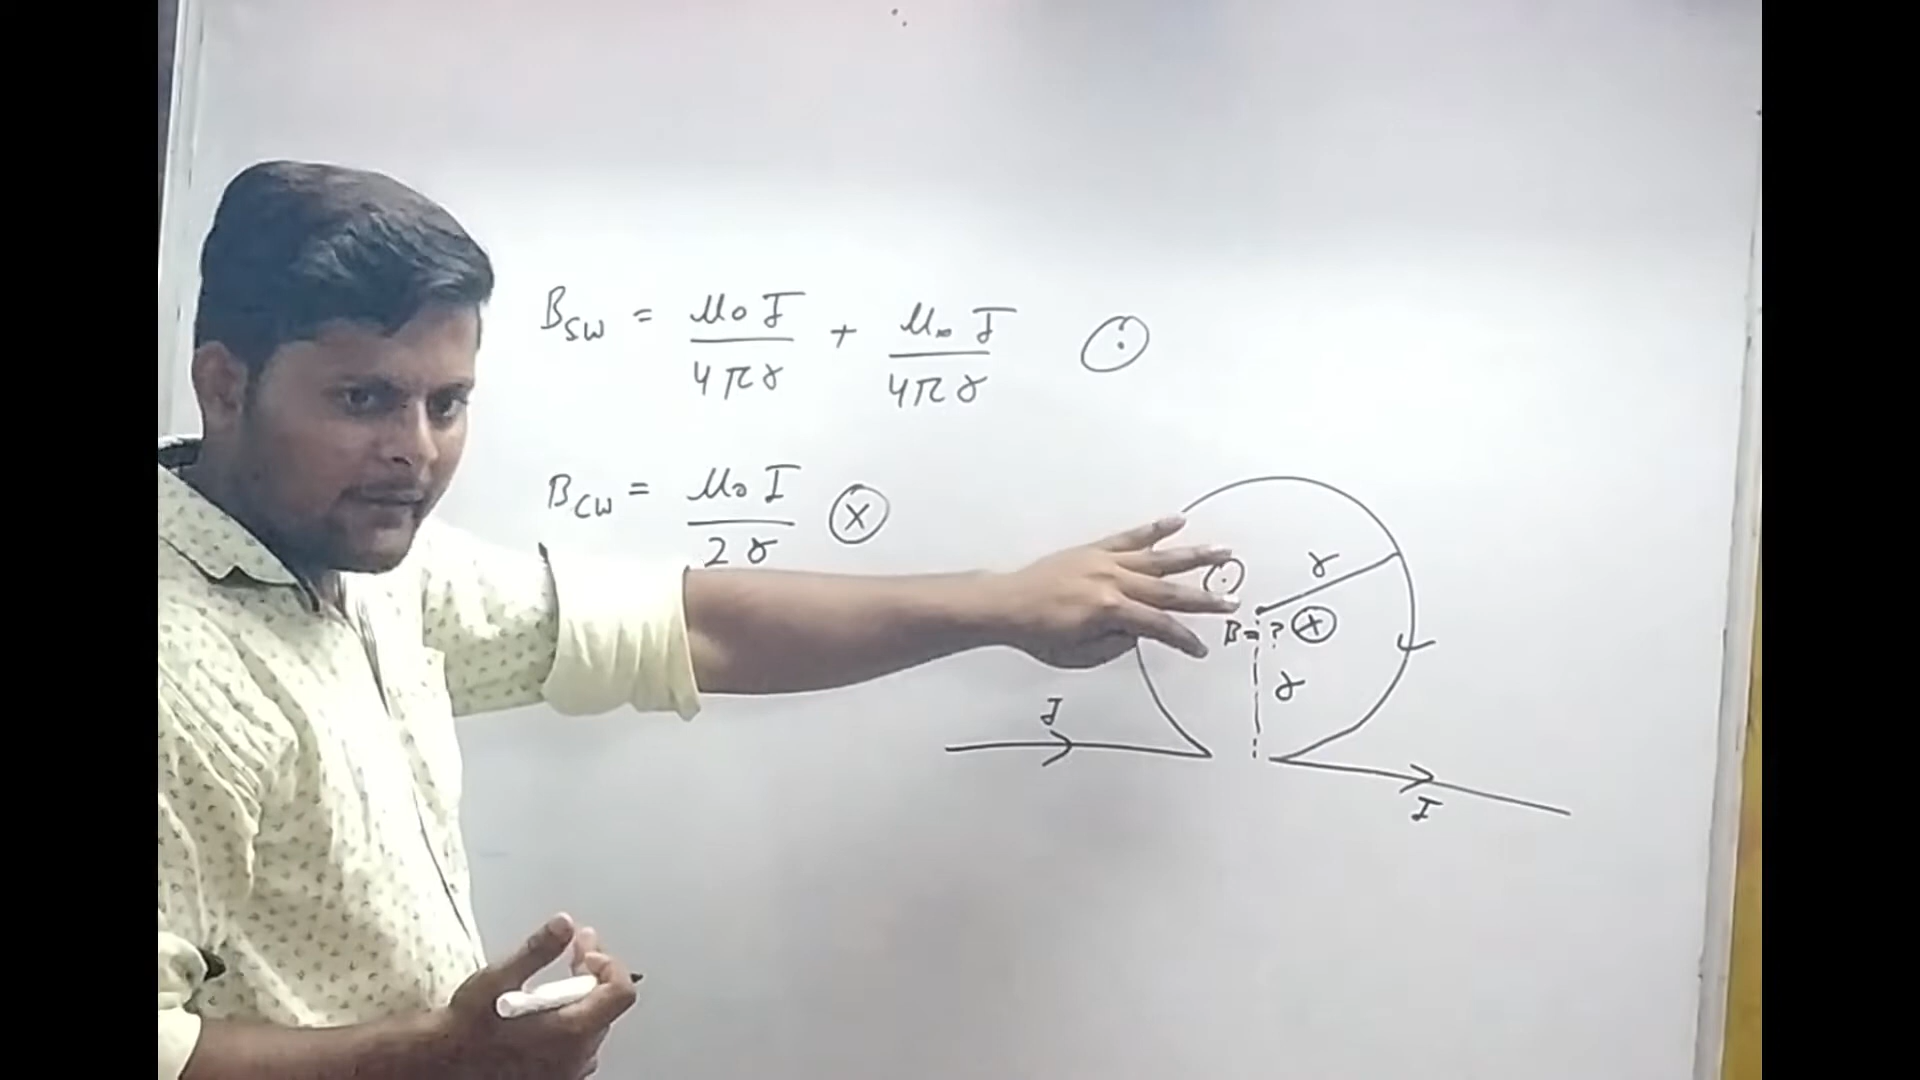 B_SW = μ₀I/4πr + μ₀I/4πr ⊙
B_CW = μ₀I/2r ⊗
r
⊙
B = ? ⊗
r
I
I